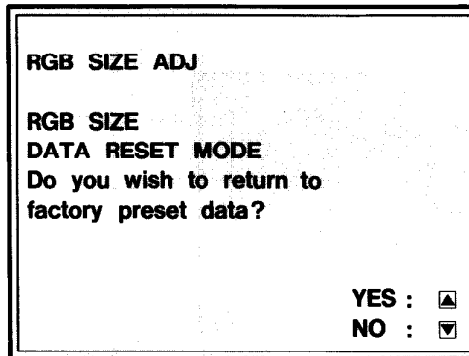 RGB SIZE ADJ
RGB SIZE
DATA RESET MODE
Do you wish to return to
factory preset data?
YES : ▲
NO : ▼